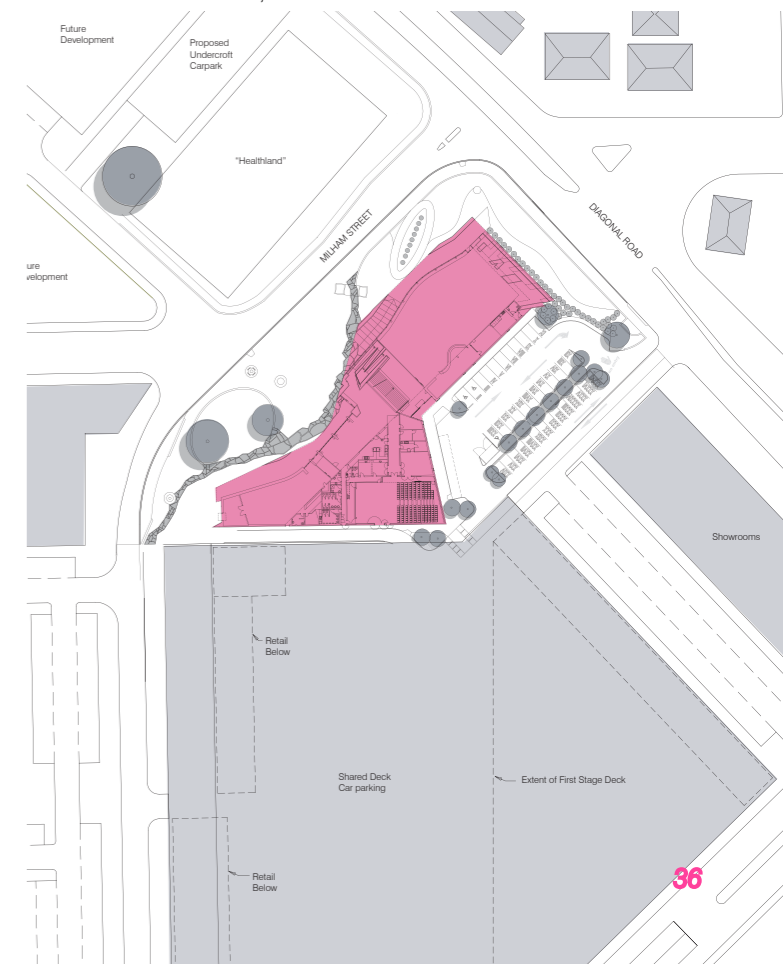 Future
Development
Proposed
Undercroft
Carpark
"Healthland"
MILHAM STREET
DIAGONAL ROAD
ure
velopment
Showrooms
Retail
Below
Shared Deck
Car parking
Extent of First Stage Deck
Retail
Below
36